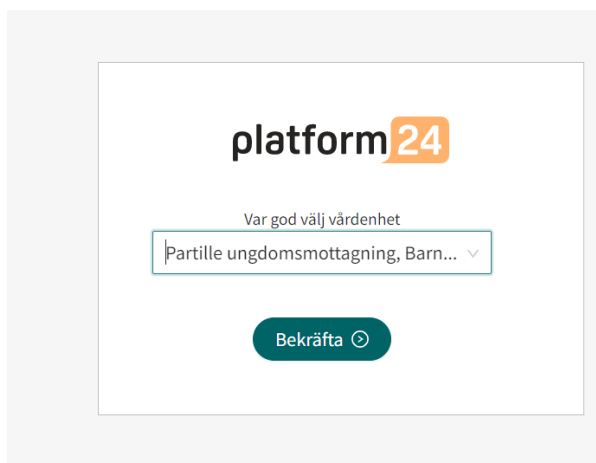 platform24
Var god välj vårdenhet
Partille ungdomsmottagning, Barn...
Bekräfta